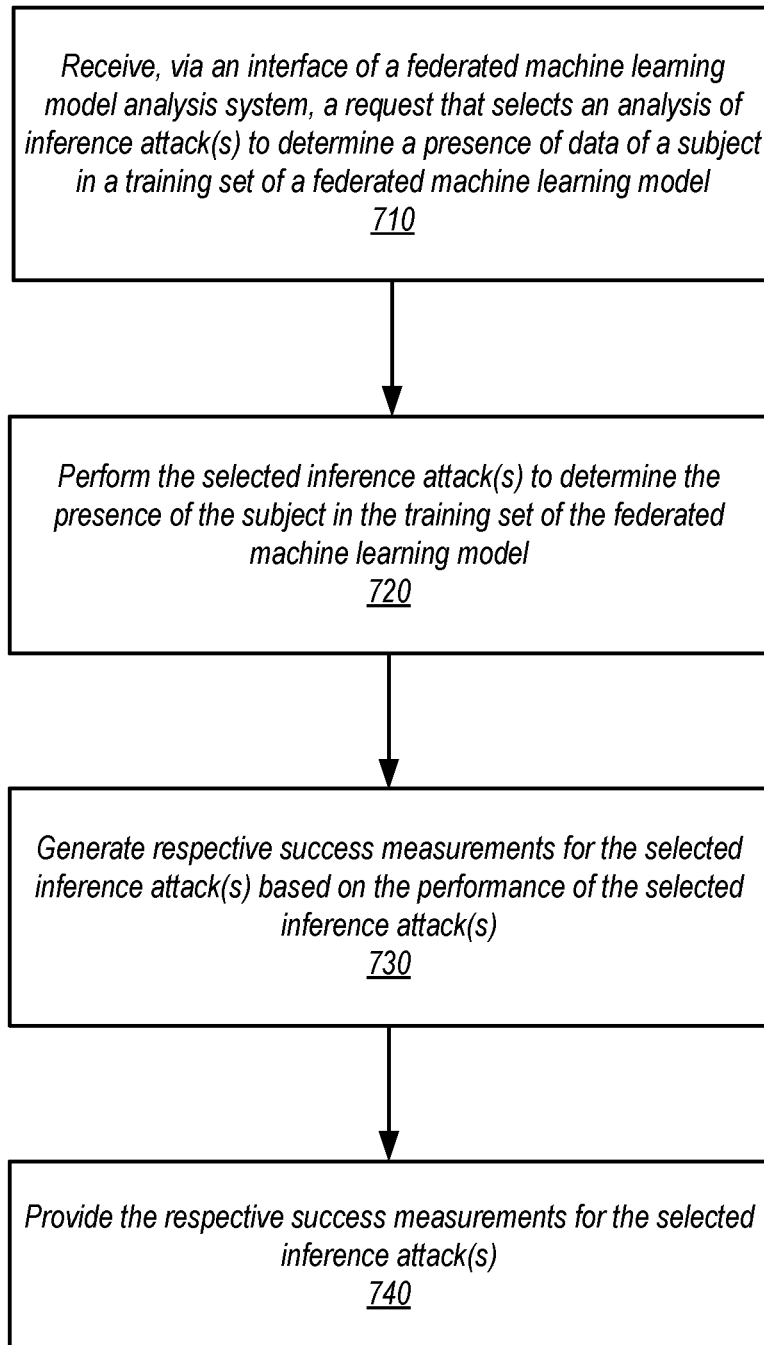 Receive, via an interface of a federated machine learning
model analysis system, a request that selects an analysis of
inference attack(s) to determine a presence of data of a subject
in a training set of a federated machine learning model
710
Perform the selected inference attack(s) to determine the
presence of the subject in the training set of the federated
machine learning model
720
Generate respective success measurements for the selected
inference attack(s) based on the performance of the selected
inference attack(s)
730
Provide the respective success measurements for the selected
inference attack(s)
740